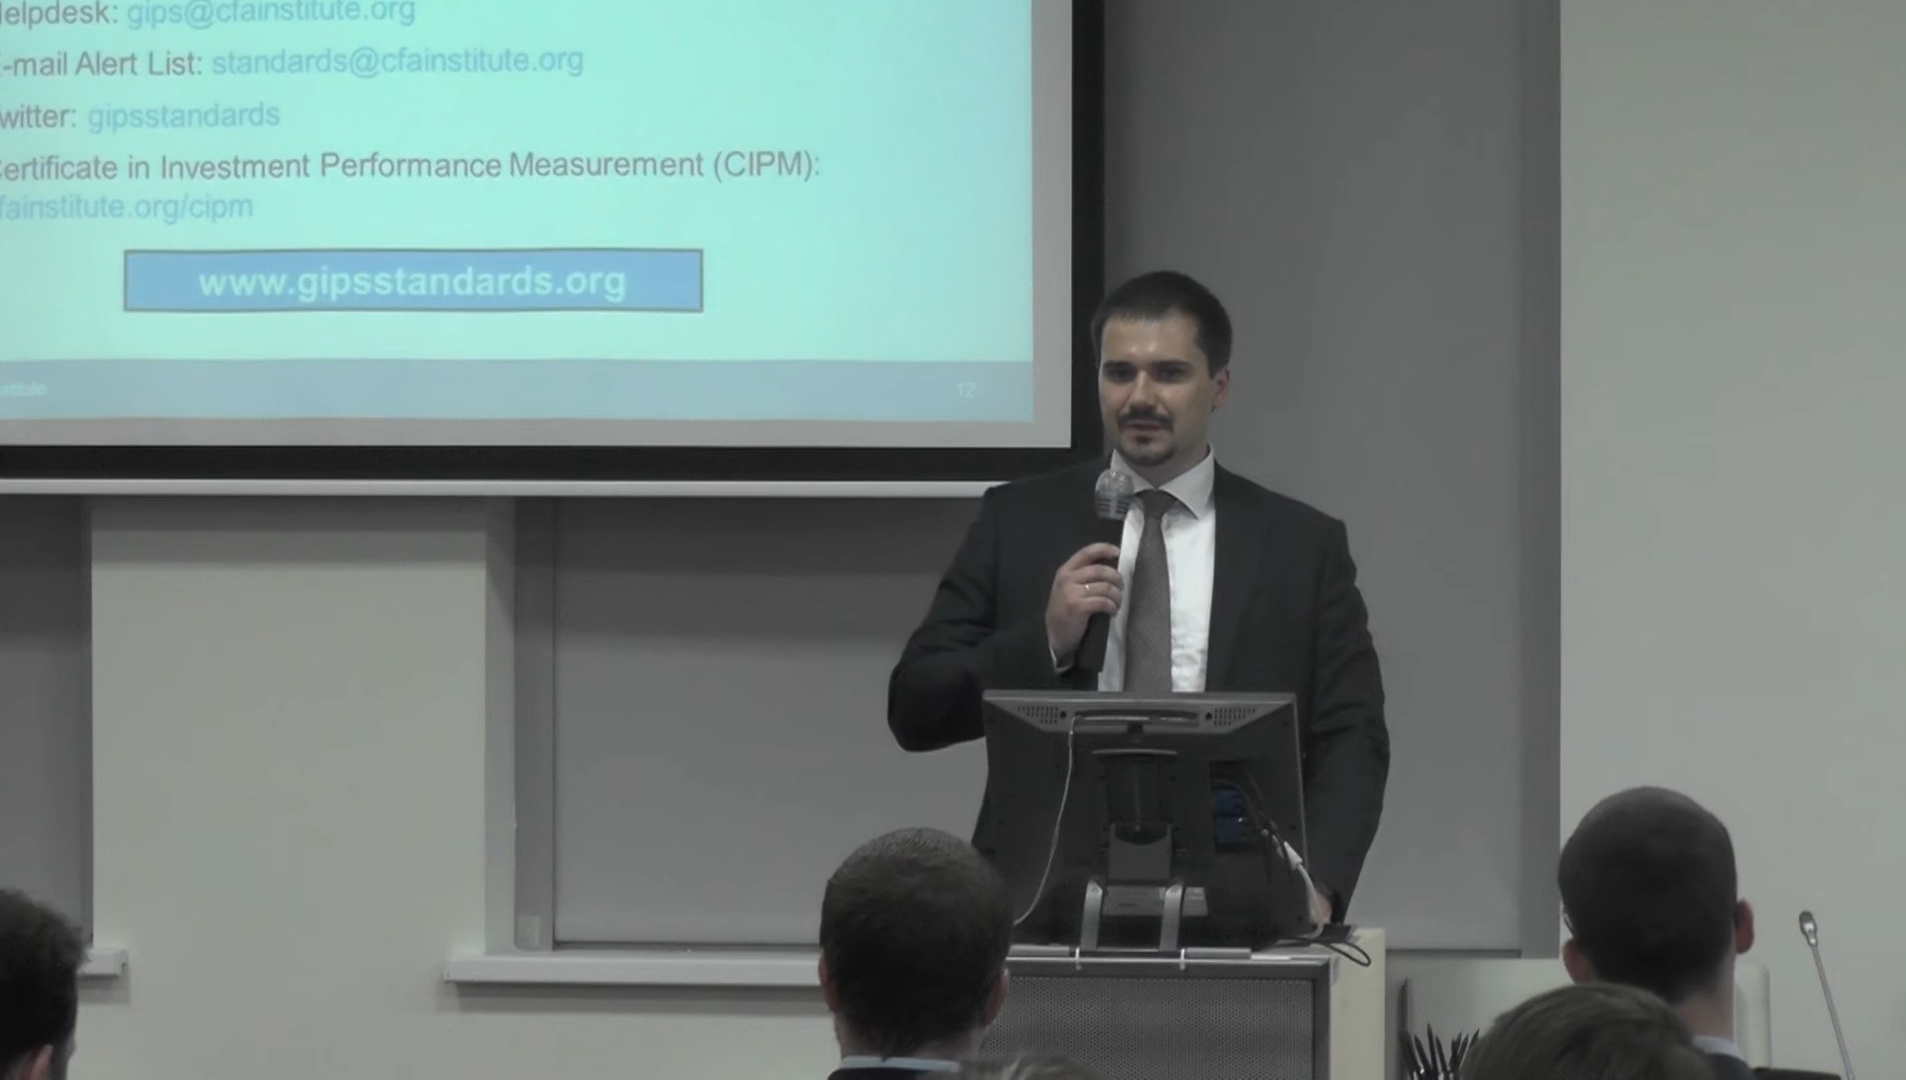 elpdesk: gips@cfainstitute.org
-mail Alert List: standards@cfainstitute.org
witter: gipsstandards
ertificate in Investment Performance Measurement (CIPM):
fainstitute.org/cipm
www.gipsstandards.org
12